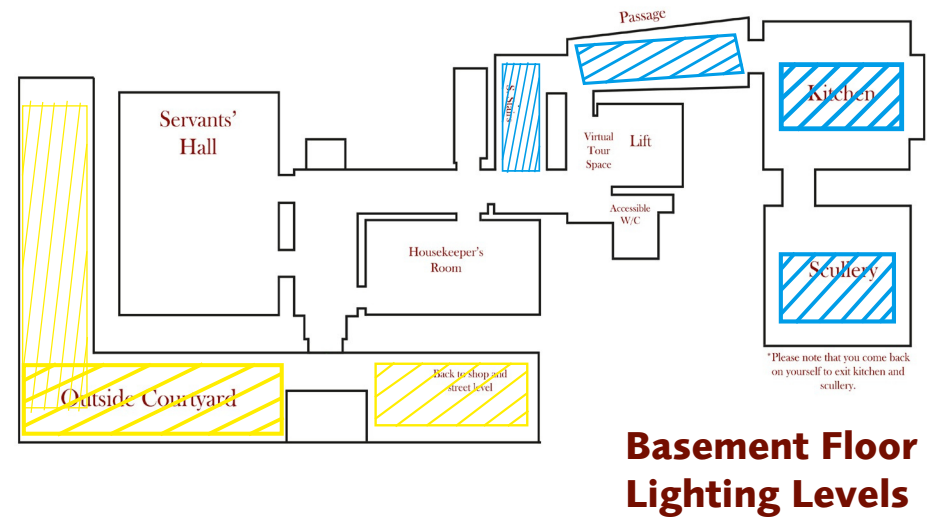 Passage
Servants'
Hall
S. Stairs
Kitchen
Virtual
Tour
Space
Lift
Accessible
W/C
Housekeeper's
Room
Scullery
*Please note that you come back
on yourself to exit kitchen and
scullery.
Back to shop and
street level
Outside Courtyard
Basement Floor
Lighting Levels